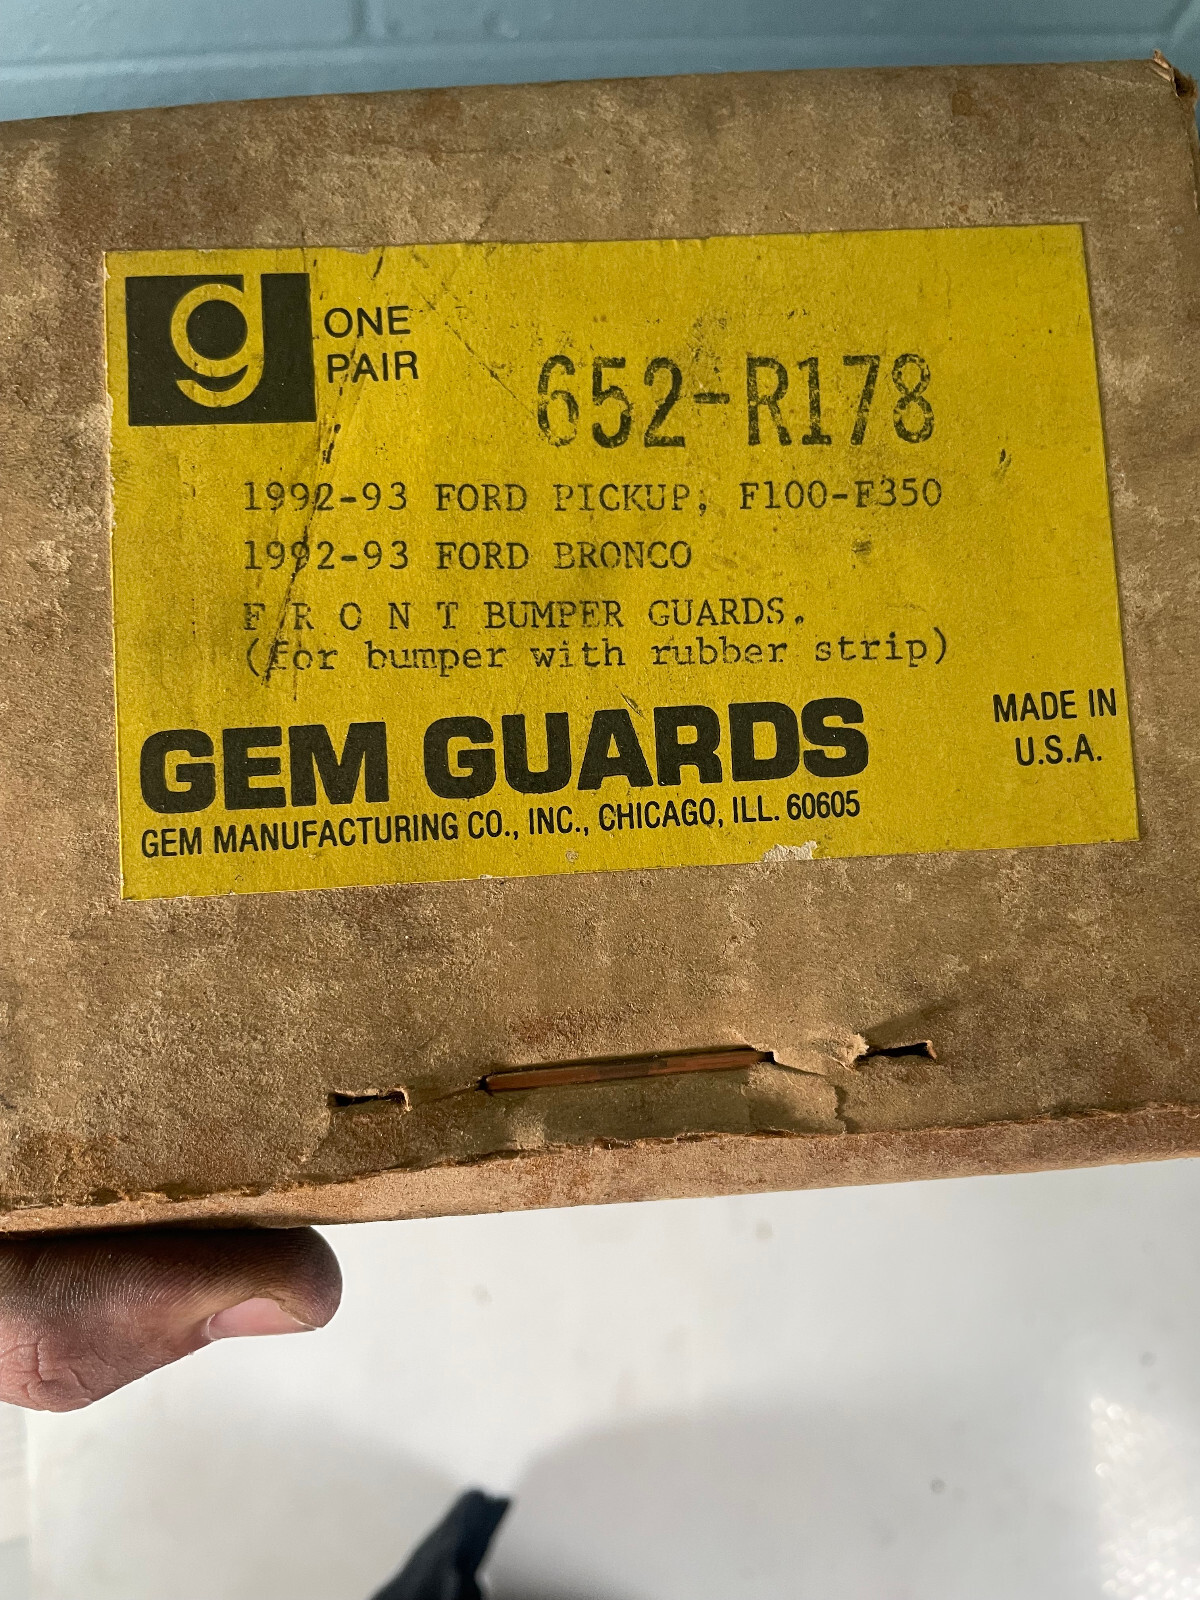 g ONE
PAIR
652-R178
1992-93 FORD PICKUP, F100-F350
1992-93 FORD BRONCO
F R O N T BUMPER GUARDS.
(for bumper with rubber strip)
GEM GUARDS
MADE IN
U.S.A.
GEM MANUFACTURING CO., INC., CHICAGO, ILL. 60605